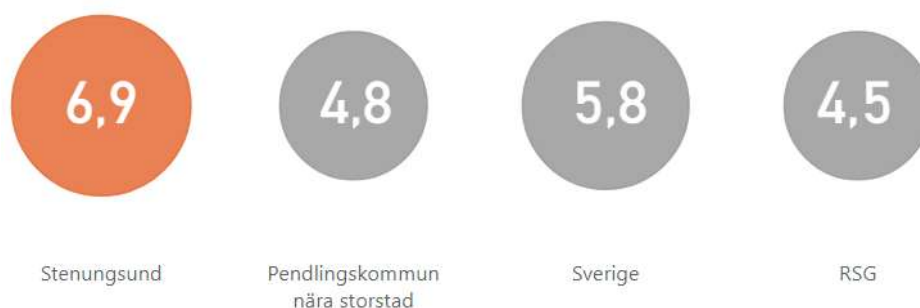 6,9
4,8
5,8
4,5
Stenungsund
Pendlingskommun
nära storstad
Sverige
RSG